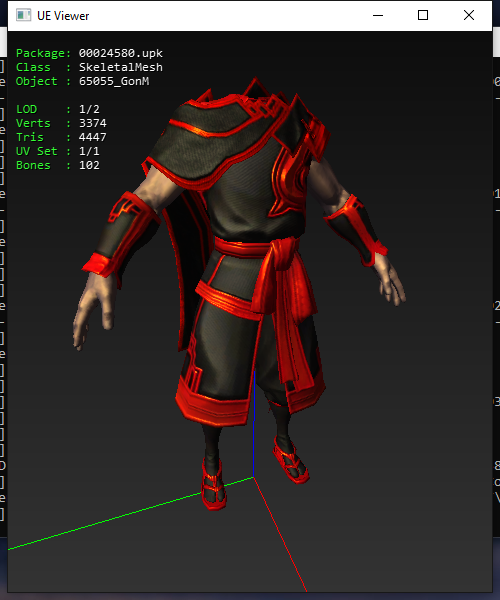 UE Viewer
Package: 00024580.upk
Class  : SkeletalMesh
Object : 65055_GonM
LOD    : 1/2
Verts  : 3374
Tris   : 4447
UV Set : 1/1
Bones  : 102